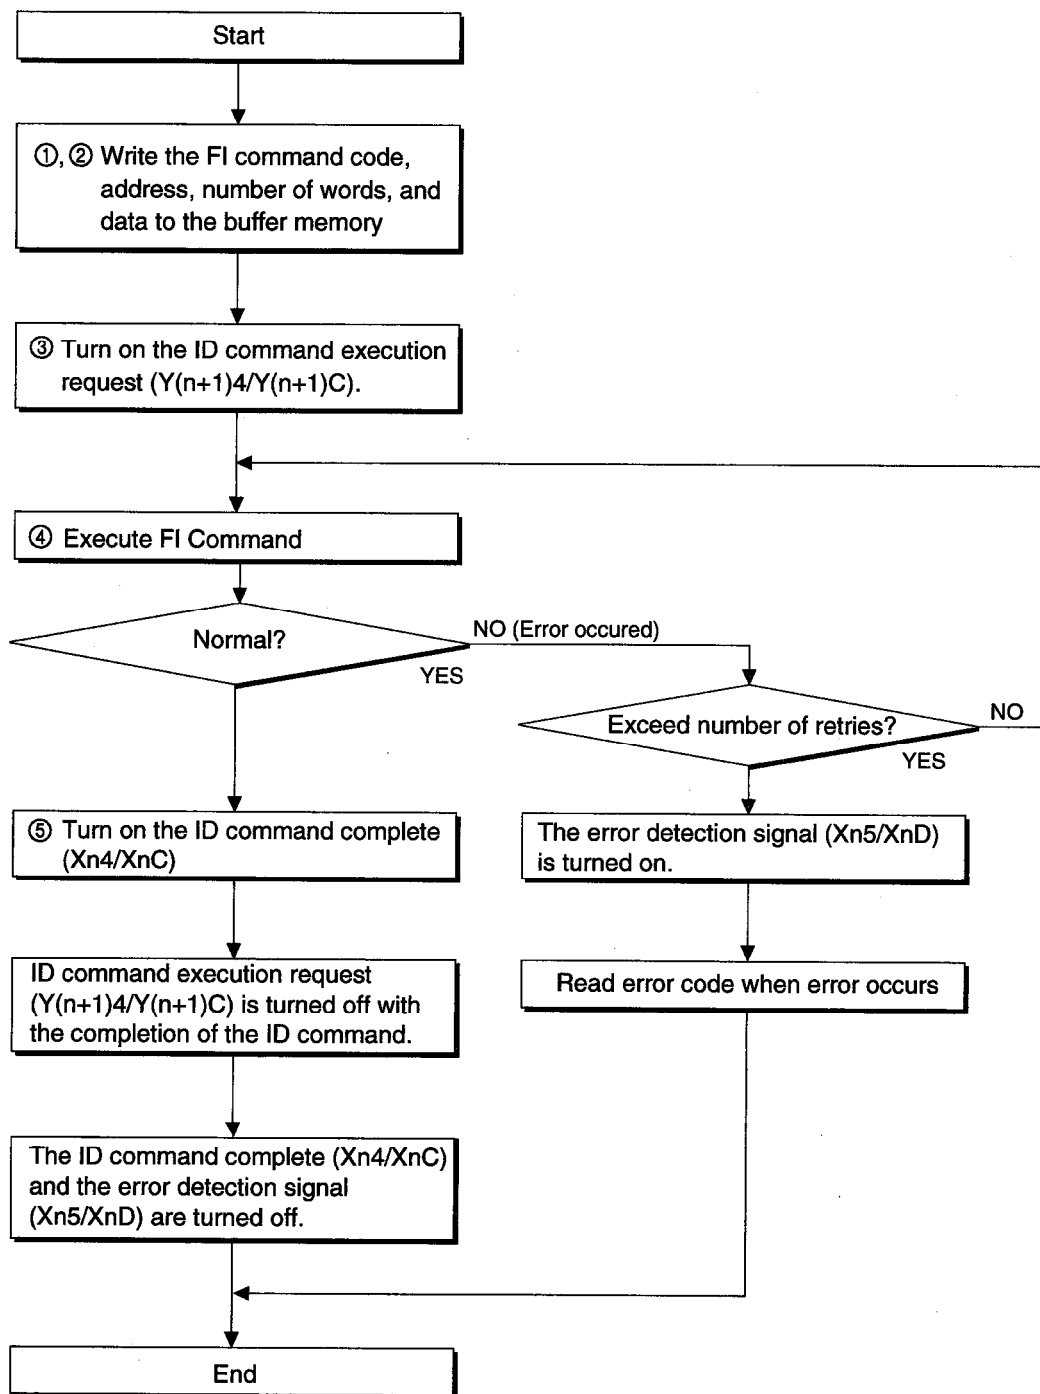 Start
①, ② Write the FI command code,
address, number of words, and
data to the buffer memory
③ Turn on the ID command execution
request (Y(n+1)4/Y(n+1)C).
④ Execute FI Command
Normal?
NO (Error occured)
YES
Exceed number of retries?
NO
YES
⑤ Turn on the ID command complete
(Xn4/XnC)
The error detection signal (Xn5/XnD)
is turned on.
ID command execution request
(Y(n+1)4/Y(n+1)C) is turned off with
the completion of the ID command.
Read error code when error occurs
The ID command complete (Xn4/XnC)
and the error detection signal
(Xn5/XnD) are turned off.
End